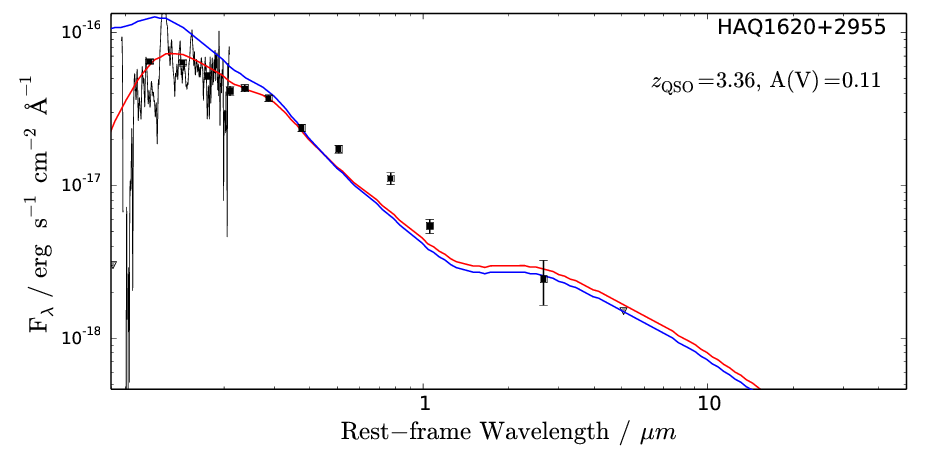 HAQ1620+2955
z_QSO=3.36, A(V)=0.11
10^-16
10^-17
10^-18
F_λ / erg s^-1 cm^-2 Å^-1
1 10
Rest−frame Wavelength / μm